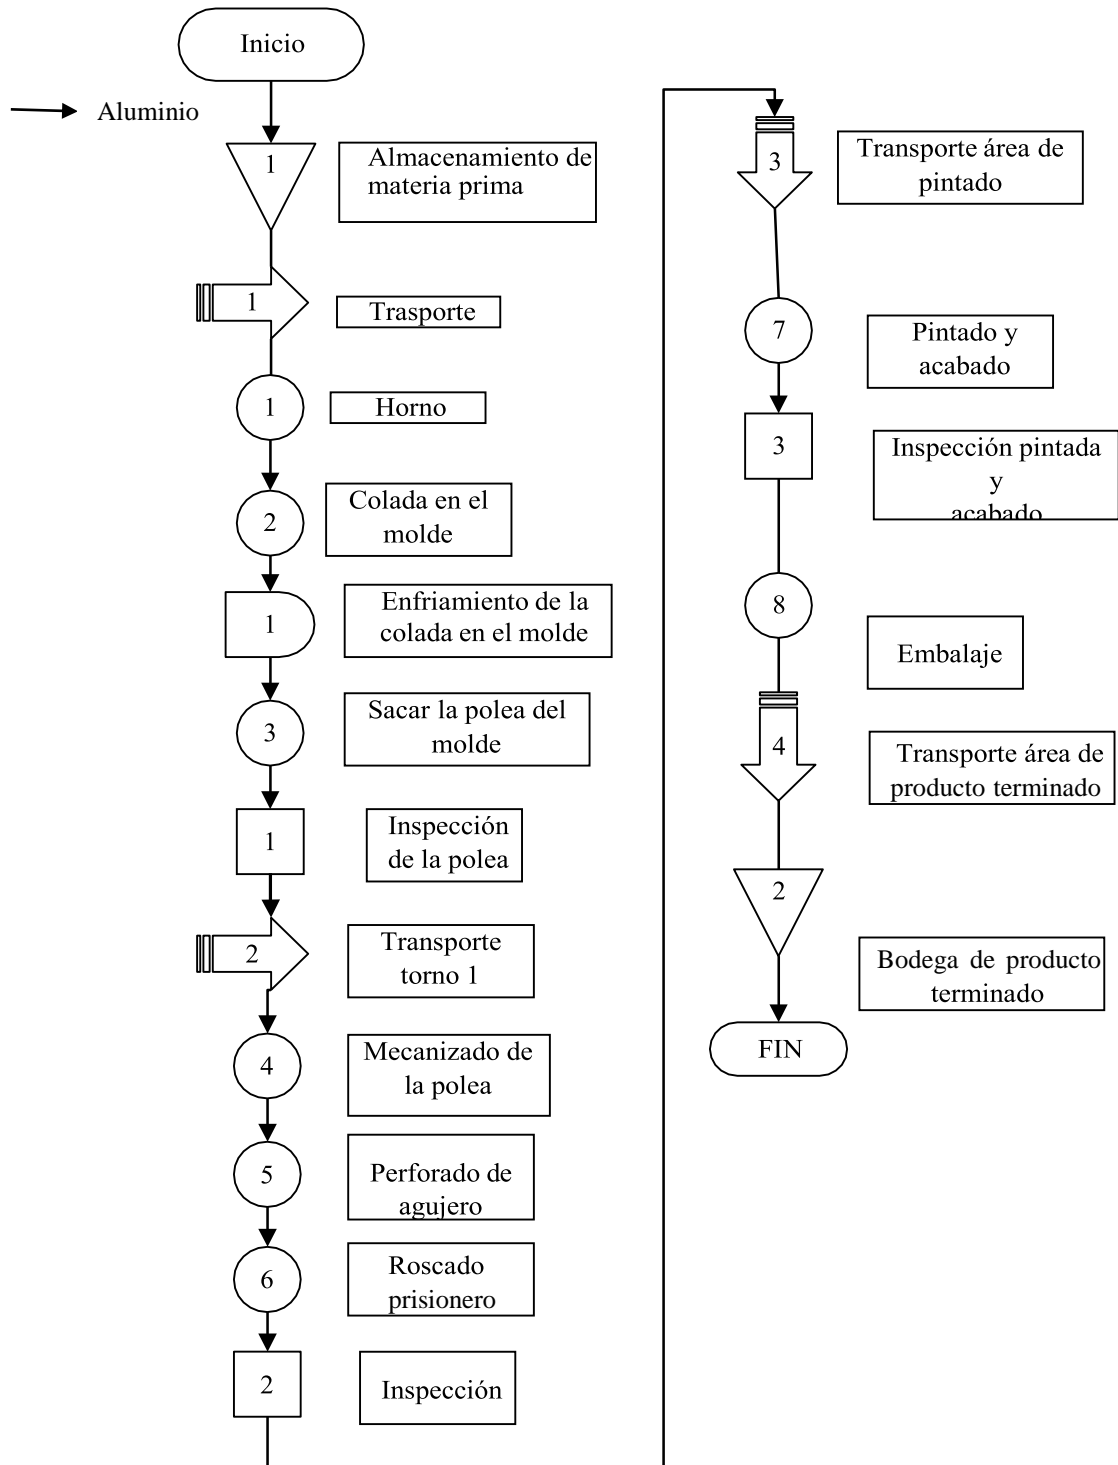 Inicio
Aluminio
1
Almacenamiento de
materia prima
1
Trasporte
1
Horno
2
Colada en el
molde
1
Enfriamiento de la
colada en el molde
3
Sacar la polea del
molde
1
Inspección
de la polea
2
Transporte
torno 1
4
Mecanizado de
la polea
5
Perforado de
agujero
6
Roscado
prisionero
2
Inspección
3
Transporte área de
pintado
7
Pintado y
acabado
3
Inspección pintada
y
acabado
8
Embalaje
4
Transporte área de
producto terminado
2
Bodega de producto
terminado
FIN